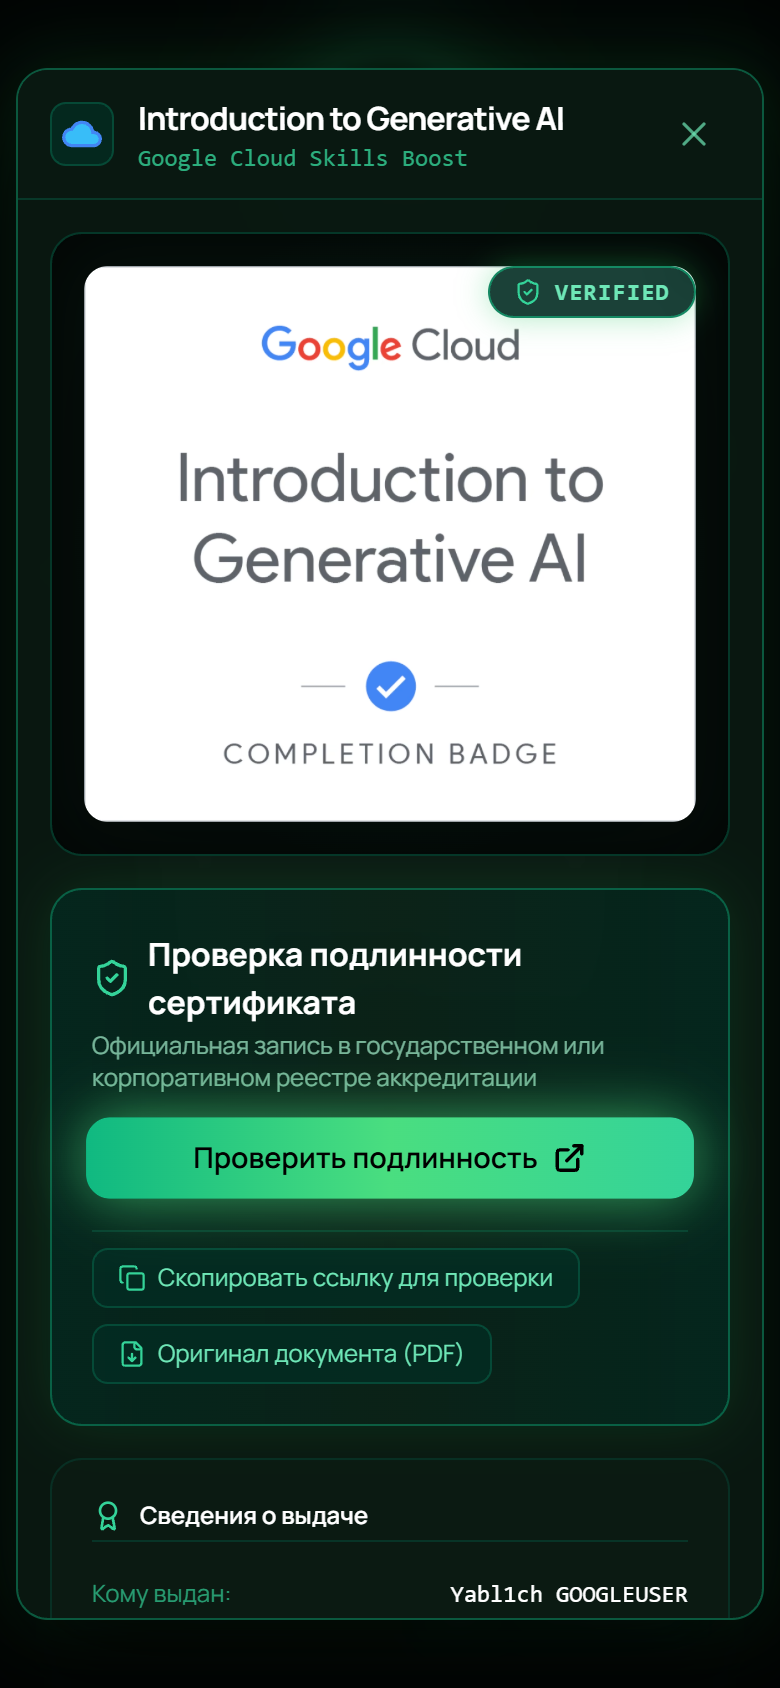 Introduction to Generative AI
Google Cloud Skills Boost
VERIFIED
Google Cloud
Introduction to
Generative AI
COMPLETION BADGE
Проверка подлинности
сертификата
Официальная запись в государственном или
корпоративном реестре аккредитации
Проверить подлинность
Скопировать ссылку для проверки
Оригинал документа (PDF)
Сведения о выдаче
Кому выдан: Yabl1ch GOOGLEUSER